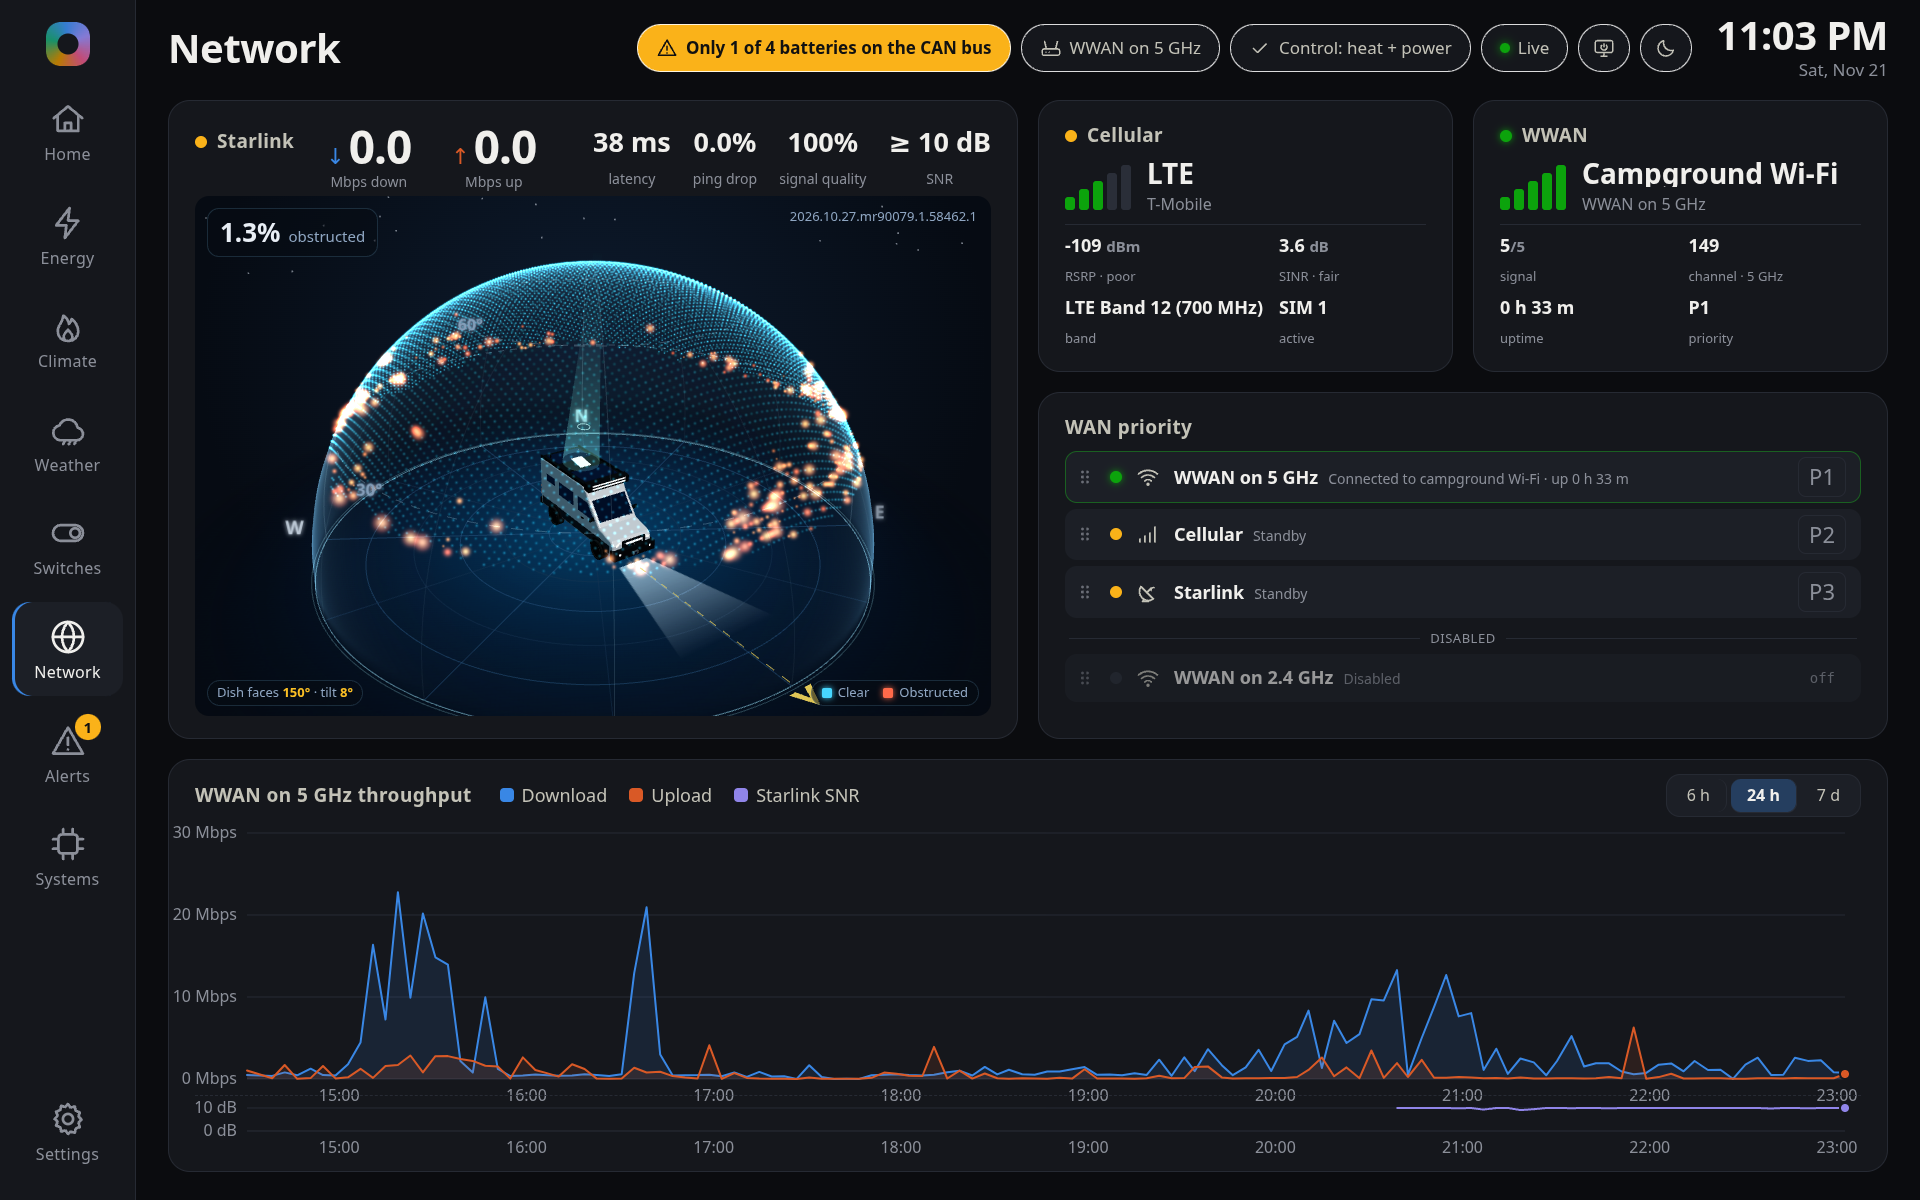 Network
Only 1 of 4 batteries on the CAN bus
WWAN on 5 GHz
Control: heat + power
Live
11:03 PM
Sat, Nov 21
Home
Energy
Climate
Weather
Switches
Network
1
Alerts
Systems
Settings
Starlink
↓ 0.0
Mbps down
↑ 0.0
Mbps up
38 ms
latency
0.0%
ping drop
100%
signal quality
≥ 10 dB
SNR
1.3% obstructed
2026.10.27.mr90079.1.58462.1
60°
30°
N
W
E
Dish faces 150° · tilt 8°
Clear
Obstructed
Cellular
LTE
T-Mobile
-109 dBm
RSRP · poor
3.6 dB
SINR · fair
LTE Band 12 (700 MHz)
band
SIM 1
active
WWAN
Campground Wi-Fi
WWAN on 5 GHz
5/5
signal
149
channel · 5 GHz
0 h 33 m
uptime
P1
priority
WAN priority
WWAN on 5 GHz Connected to campground Wi-Fi · up 0 h 33 m P1
Cellular Standby P2
Starlink Standby P3
DISABLED
WWAN on 2.4 GHz Disabled off
WWAN on 5 GHz throughput
Download
Upload
Starlink SNR
6 h
24 h
7 d
30 Mbps
20 Mbps
10 Mbps
0 Mbps
15:00 16:00 17:00 18:00 19:00 20:00 21:00 22:00 23:00
10 dB
0 dB
15:00 16:00 17:00 18:00 19:00 20:00 21:00 22:00 23:00